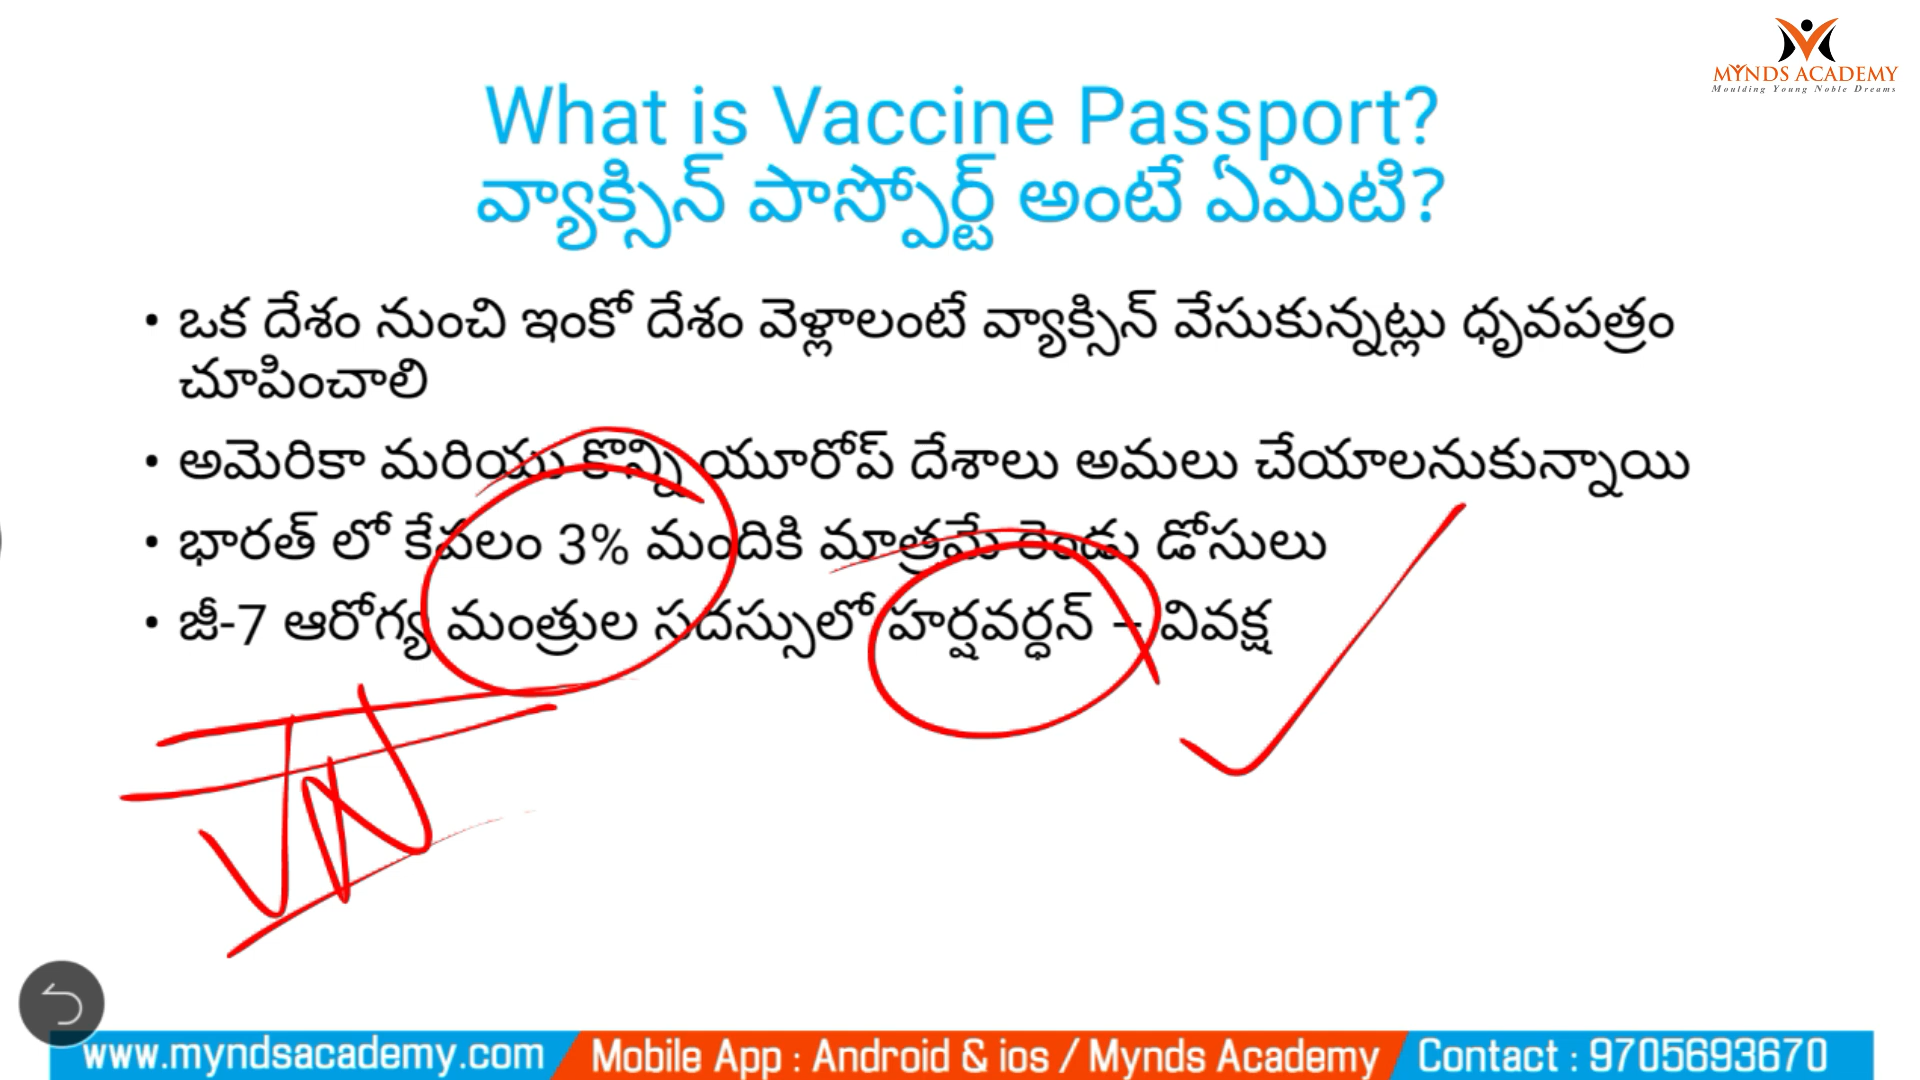 MYNDS ACADEMY
Moulding Young Noble Dreams
What is Vaccine Passport?
వ్యాక్సిన్ పాస్పోర్ట్ అంటే ఏమిటి?
• ఒక దేశం నుంచి ఇంకో దేశం వెళ్లాలంటే వ్యాక్సిన్ వేసుకున్నట్లు ధృవపత్రం
చూపించాలి
• అమెరికా మరియు కొన్ని యూరోప్ దేశాలు అమలు చేయాలనుకున్నాయి
• భారత్ లో కేవలం 3% మందికి మాత్రమే రెండు డోసులు
• జీ-7 ఆరోగ్య మంత్రుల సదస్సులో హర్షవర్ధన్ – వివక్ష
www.myndsacademy.com Mobile App : Android & ios / Mynds Academy Contact : 9705693670